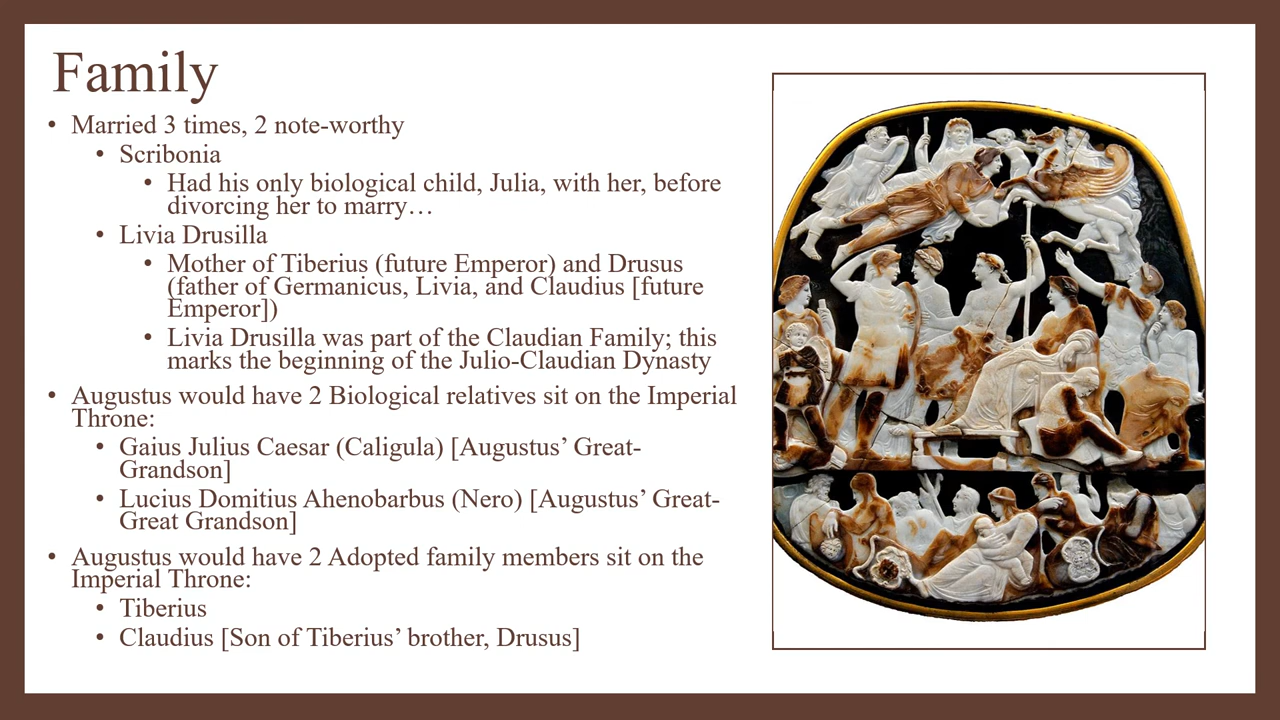 Family
• Married 3 times, 2 note-worthy
• Scribonia
• Had his only biological child, Julia, with her, before
divorcing her to marry…
• Livia Drusilla
• Mother of Tiberius (future Emperor) and Drusus
(father of Germanicus, Livia, and Claudius [future
Emperor])
• Livia Drusilla was part of the Claudian Family; this
marks the beginning of the Julio-Claudian Dynasty
• Augustus would have 2 Biological relatives sit on the Imperial
Throne:
• Gaius Julius Caesar (Caligula) [Augustus’ Great-
Grandson]
• Lucius Domitius Ahenobarbus (Nero) [Augustus’ Great-
Great Grandson]
• Augustus would have 2 Adopted family members sit on the
Imperial Throne:
• Tiberius
• Claudius [Son of Tiberius’ brother, Drusus]